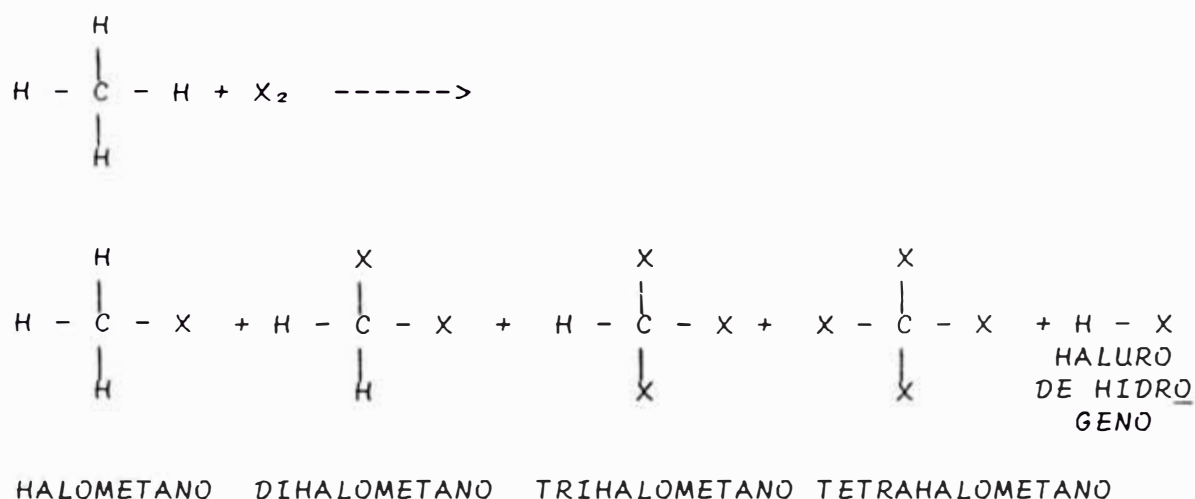 H
H - C - H + X₂ ------>
H
H X X X
H - C - X + H - C - X + H - C - X + X - C - X + H - X
HALURO
H H X X DE HIDRO
GENO
HALOMETANO DIHALOMETANO TRIHALOMETANO TETRAHALOMETANO